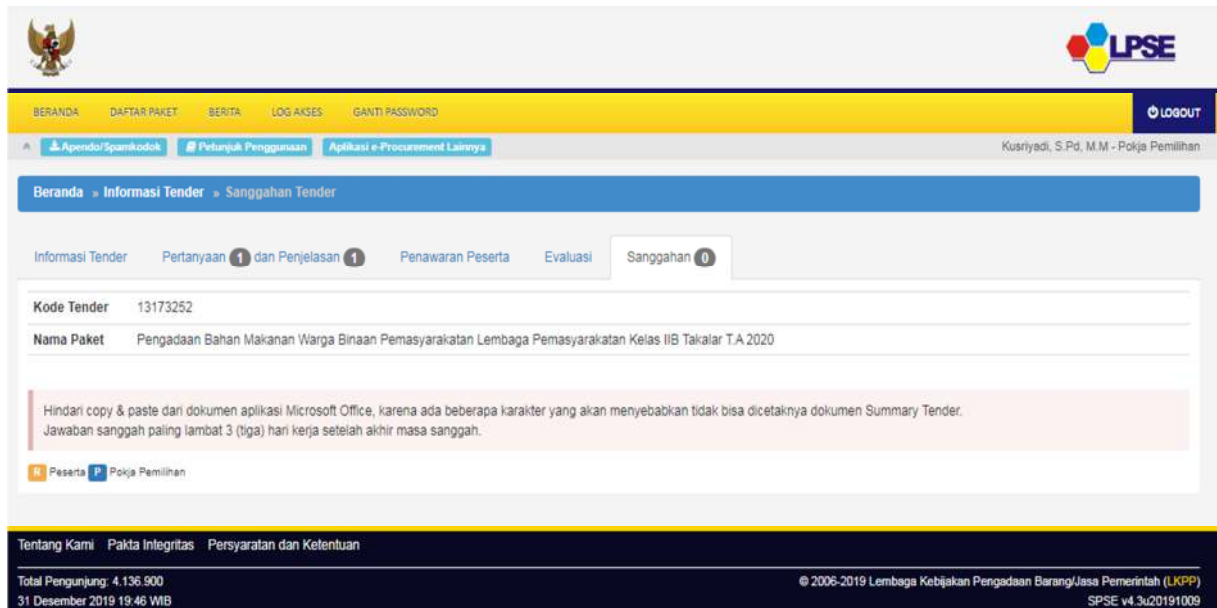 LPSE
BERANDA DAFTAR PAKET BERITA LOG AKSES GANTI PASSWORD LOGOUT
Apendo/Spamkodok Petunjuk Penggunaan Aplikasi e-Procurement Lainnya Kusriyadi, S.Pd, M.M - Pokja Pemilihan
Beranda » Informasi Tender » Sanggahan Tender
Informasi Tender Pertanyaan 1 dan Penjelasan 1 Penawaran Peserta Evaluasi Sanggahan 0
Kode Tender 13173252
Nama Paket Pengadaan Bahan Makanan Warga Binaan Pemasyarakatan Lembaga Pemasyarakatan Kelas IIB Takalar T.A 2020
Hindari copy & paste dari dokumen aplikasi Microsoft Office, karena ada beberapa karakter yang akan menyebabkan tidak bisa dicetaknya dokumen Summary Tender.
Jawaban sanggah paling lambat 3 (tiga) hari kerja setelah akhir masa sanggah.
R Peserta P Pokja Pemilihan
Tentang Kami Pakta Integritas Persyaratan dan Ketentuan
Total Pengunjung: 4.136.900 © 2006-2019 Lembaga Kebijakan Pengadaan Barang/Jasa Pemerintah (LKPP)
31 Desember 2019 19:46 WIB SPSE v4.3u20191009